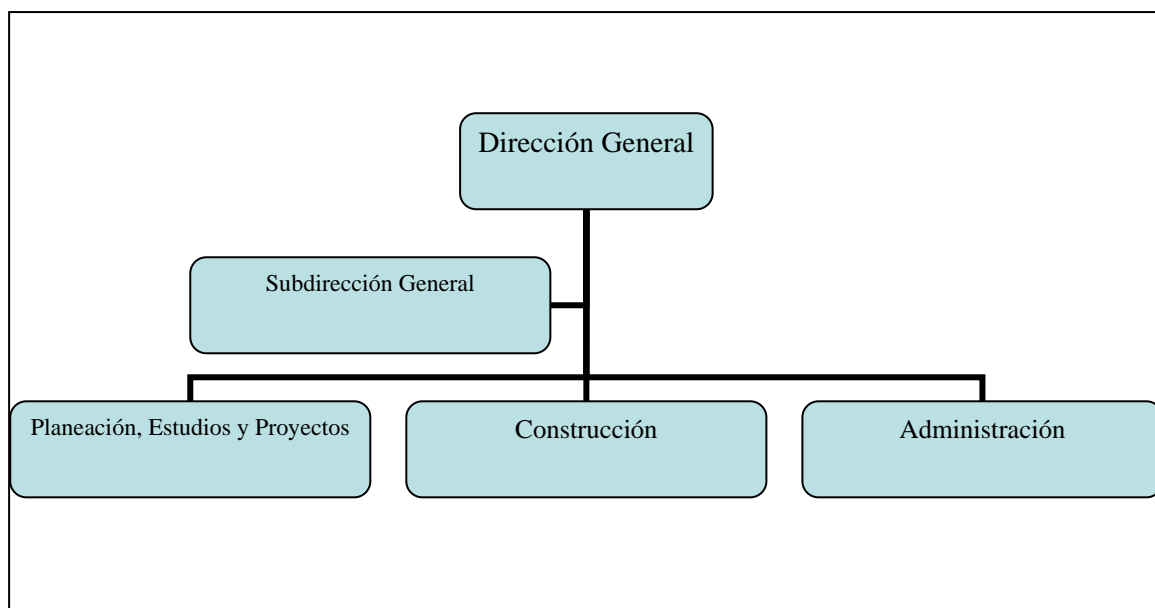 Dirección General
Subdirección General
Planeación, Estudios y Proyectos
Construcción
Administración